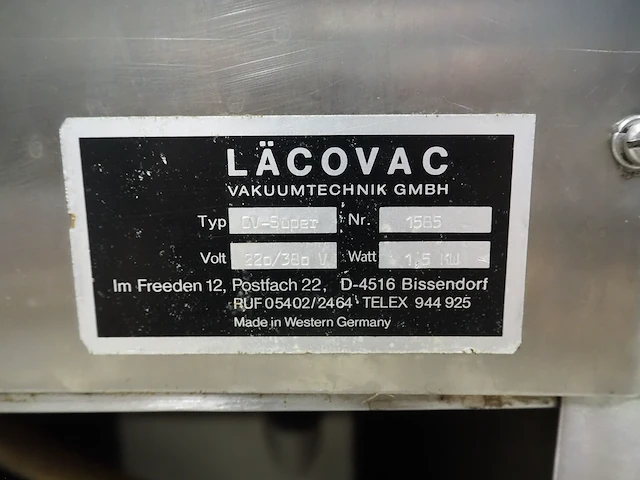 LÄCOVAC
VAKUUMTECHNIK GMBH
Typ DV-Super Nr. 1585
Volt 220/380 V Watt 1,5 KW
Im Freeden 12, Postfach 22, D-4516 Bissendorf
RUF 05402/2464 · TELEX 944 925
Made in Western Germany